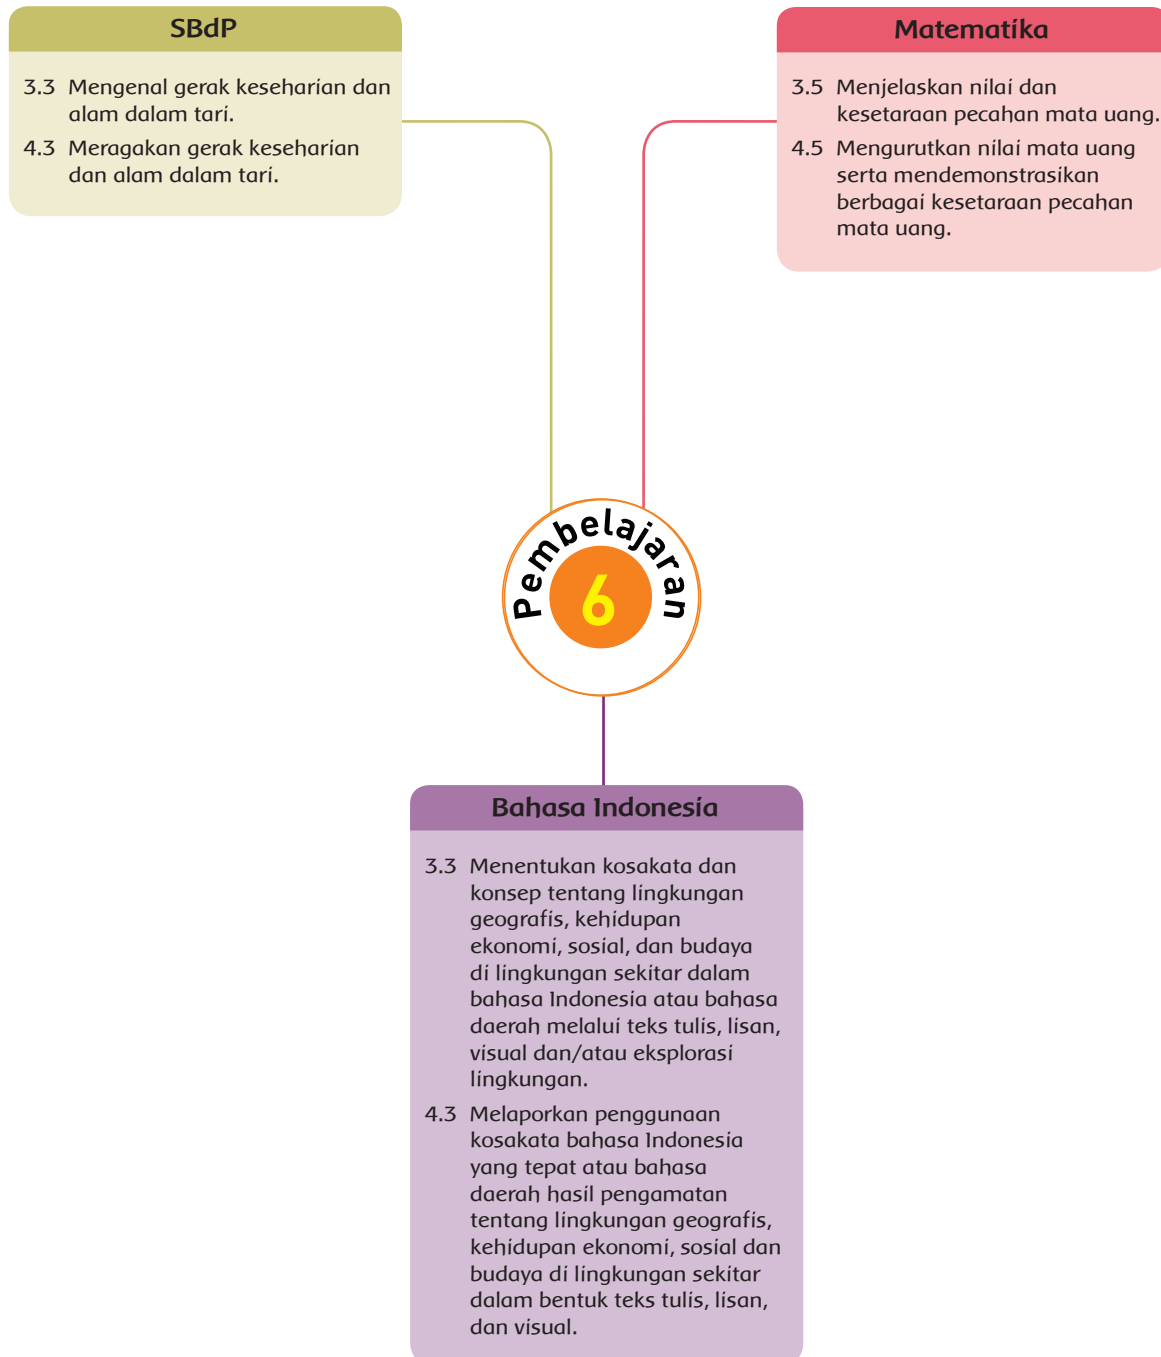 SBdP
3.3 Mengenal gerak keseharian dan
alam dalam tari.
4.3 Meragakan gerak keseharian
dan alam dalam tari.
Matematika
3.5 Menjelaskan nilai dan
kesetaraan pecahan mata uang.
4.5 Mengurutkan nilai mata uang
serta mendemonstrasikan
berbagai kesetaraan pecahan
mata uang.
Pembelajaran
6
Bahasa Indonesia
3.3 Menentukan kosakata dan
konsep tentang lingkungan
geografis, kehidupan
ekonomi, sosial, dan budaya
di lingkungan sekitar dalam
bahasa Indonesia atau bahasa
daerah melalui teks tulis, lisan,
visual dan/atau eksplorasi
lingkungan.
4.3 Melaporkan penggunaan
kosakata bahasa Indonesia
yang tepat atau bahasa
daerah hasil pengamatan
tentang lingkungan geografis,
kehidupan ekonomi, sosial dan
budaya di lingkungan sekitar
dalam bentuk teks tulis, lisan,
dan visual.